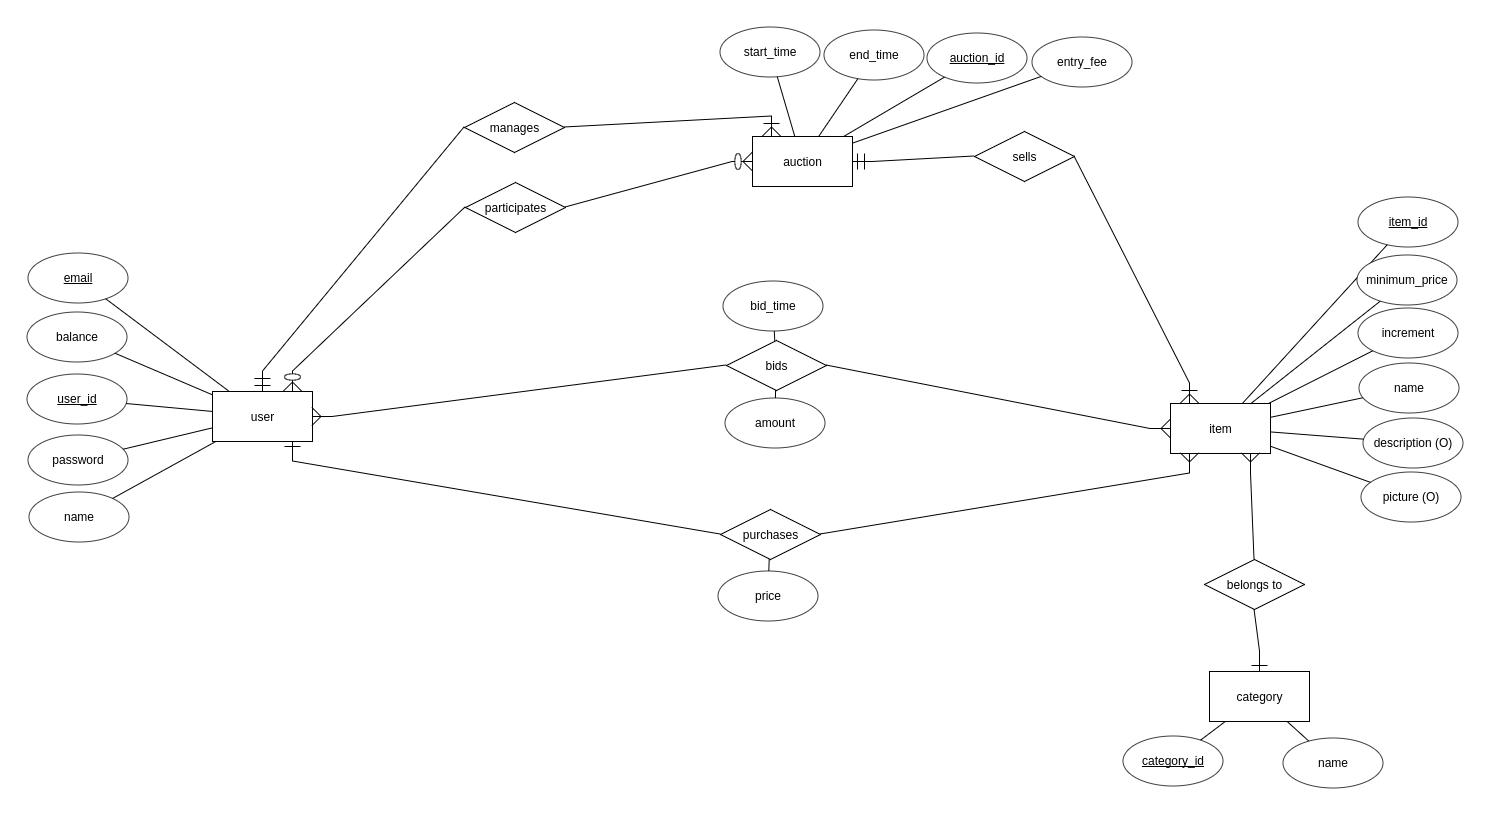 start_time
end_time
auction_id
entry_fee
manages
auction
sells
participates
item_id
email
minimum_price
bid_time
balance
increment
bids
name
user_id
user
amount
item
description (O)
password
picture (O)
name
purchases
belongs to
price
category
category_id
name